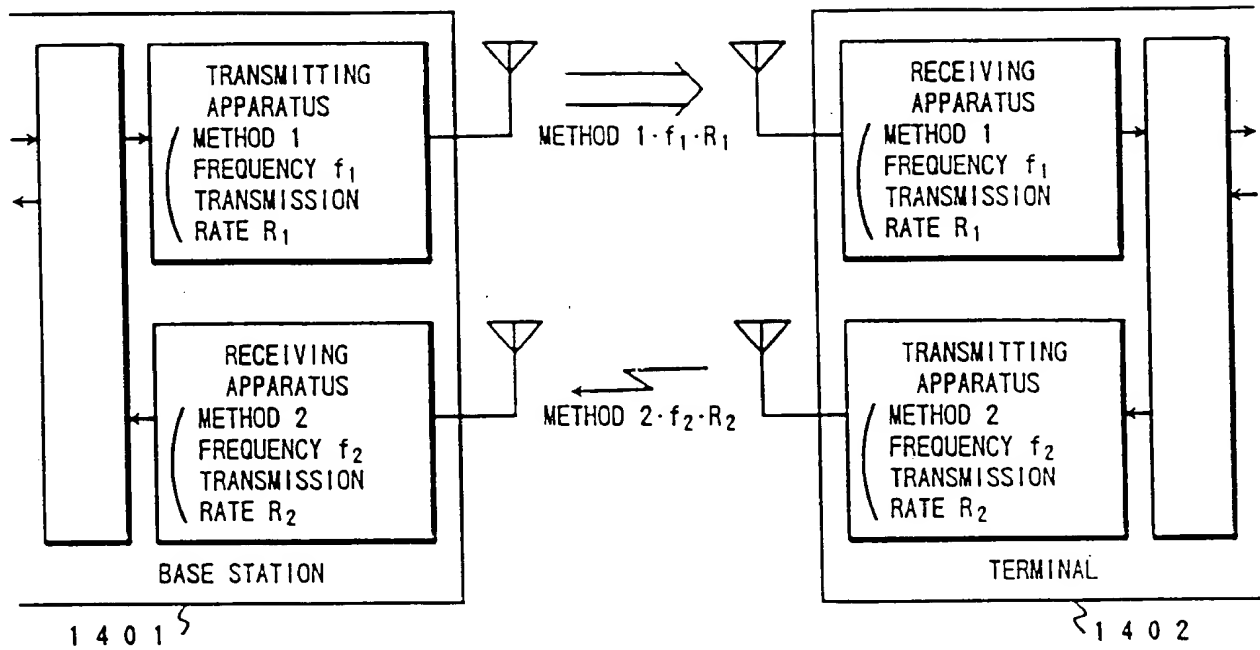 TRANSMITTING
APPARATUS
METHOD 1
FREQUENCY f₁
TRANSMISSION
RATE R₁
METHOD 1·f₁·R₁
RECEIVING
APPARATUS
METHOD 1
FREQUENCY f₁
TRANSMISSION
RATE R₁
RECEIVING
APPARATUS
METHOD 2
FREQUENCY f₂
TRANSMISSION
RATE R₂
METHOD 2·f₂·R₂
TRANSMITTING
APPARATUS
METHOD 2
FREQUENCY f₂
TRANSMISSION
RATE R₂
BASE STATION
TERMINAL
1401
1402